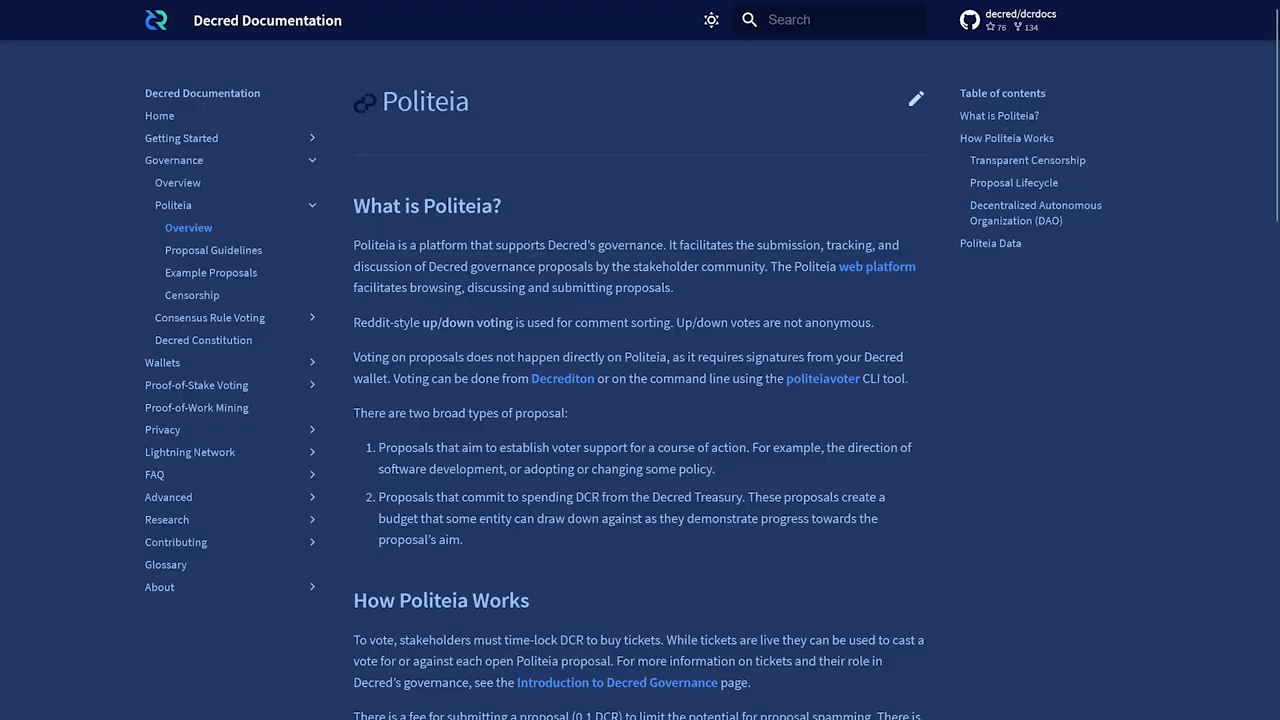 Decred Documentation
Search
decred/dcrdocs
76 134
Decred Documentation
Home
Getting Started
Governance
Overview
Politeia
Overview
Proposal Guidelines
Example Proposals
Censorship
Consensus Rule Voting
Decred Constitution
Wallets
Proof-of-Stake Voting
Proof-of-Work Mining
Privacy
Lightning Network
FAQ
Advanced
Research
Contributing
Glossary
About
Politeia
What is Politeia?
Politeia is a platform that supports Decred's governance. It facilitates the submission, tracking, and
discussion of Decred governance proposals by the stakeholder community. The Politeia web platform
facilitates browsing, discussing and submitting proposals.
Reddit-style up/down voting is used for comment sorting. Up/down votes are not anonymous.
Voting on proposals does not happen directly on Politeia, as it requires signatures from your Decred
wallet. Voting can be done from Decrediton or on the command line using the politeiavoter CLI tool.
There are two broad types of proposal:
1. Proposals that aim to establish voter support for a course of action. For example, the direction of
software development, or adopting or changing some policy.
2. Proposals that commit to spending DCR from the Decred Treasury. These proposals create a
budget that some entity can draw down against as they demonstrate progress towards the
proposal's aim.
How Politeia Works
To vote, stakeholders must time-lock DCR to buy tickets. While tickets are live they can be used to cast a
vote for or against each open Politeia proposal. For more information on tickets and their role in
Decred's governance, see the Introduction to Decred Governance page.
There is a fee for submitting a proposal (0.1 DCR) to limit the potential for proposal spamming. There is
Table of contents
What is Politeia?
How Politeia Works
Transparent Censorship
Proposal Lifecycle
Decentralized Autonomous
Organization (DAO)
Politeia Data